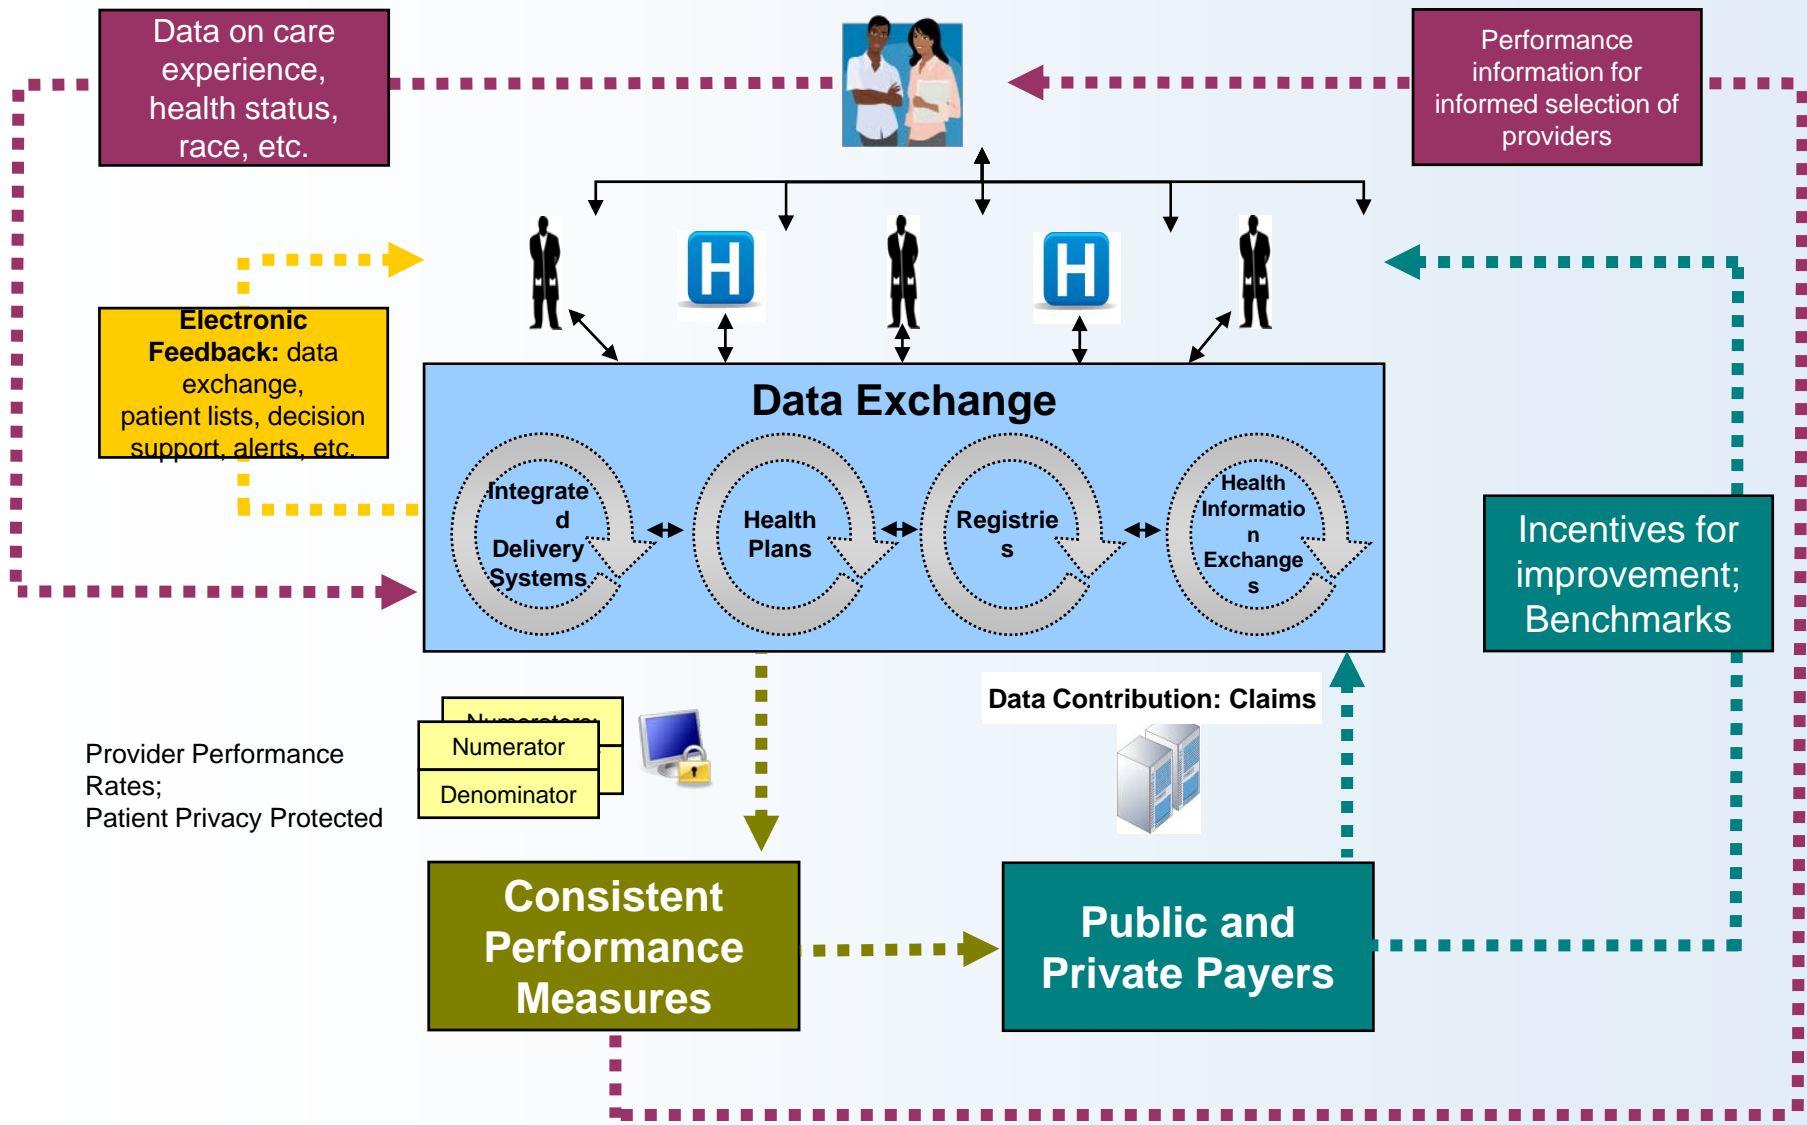 Data on care
experience,
health status,
race, etc.
Performance
information for
informed selection of
providers
H
H
Electronic
Feedback: data
exchange,
patient lists, decision
support, alerts, etc.
Data Exchange
Integrate
d
Delivery
Systems
Health
Plans
Registrie
s
Health
Informatio
n
Exchange
s
Incentives for
improvement;
Benchmarks
Data Contribution: Claims
Provider Performance
Rates;
Patient Privacy Protected
Numerator
Denominator
Consistent
Performance
Measures
Public and
Private Payers